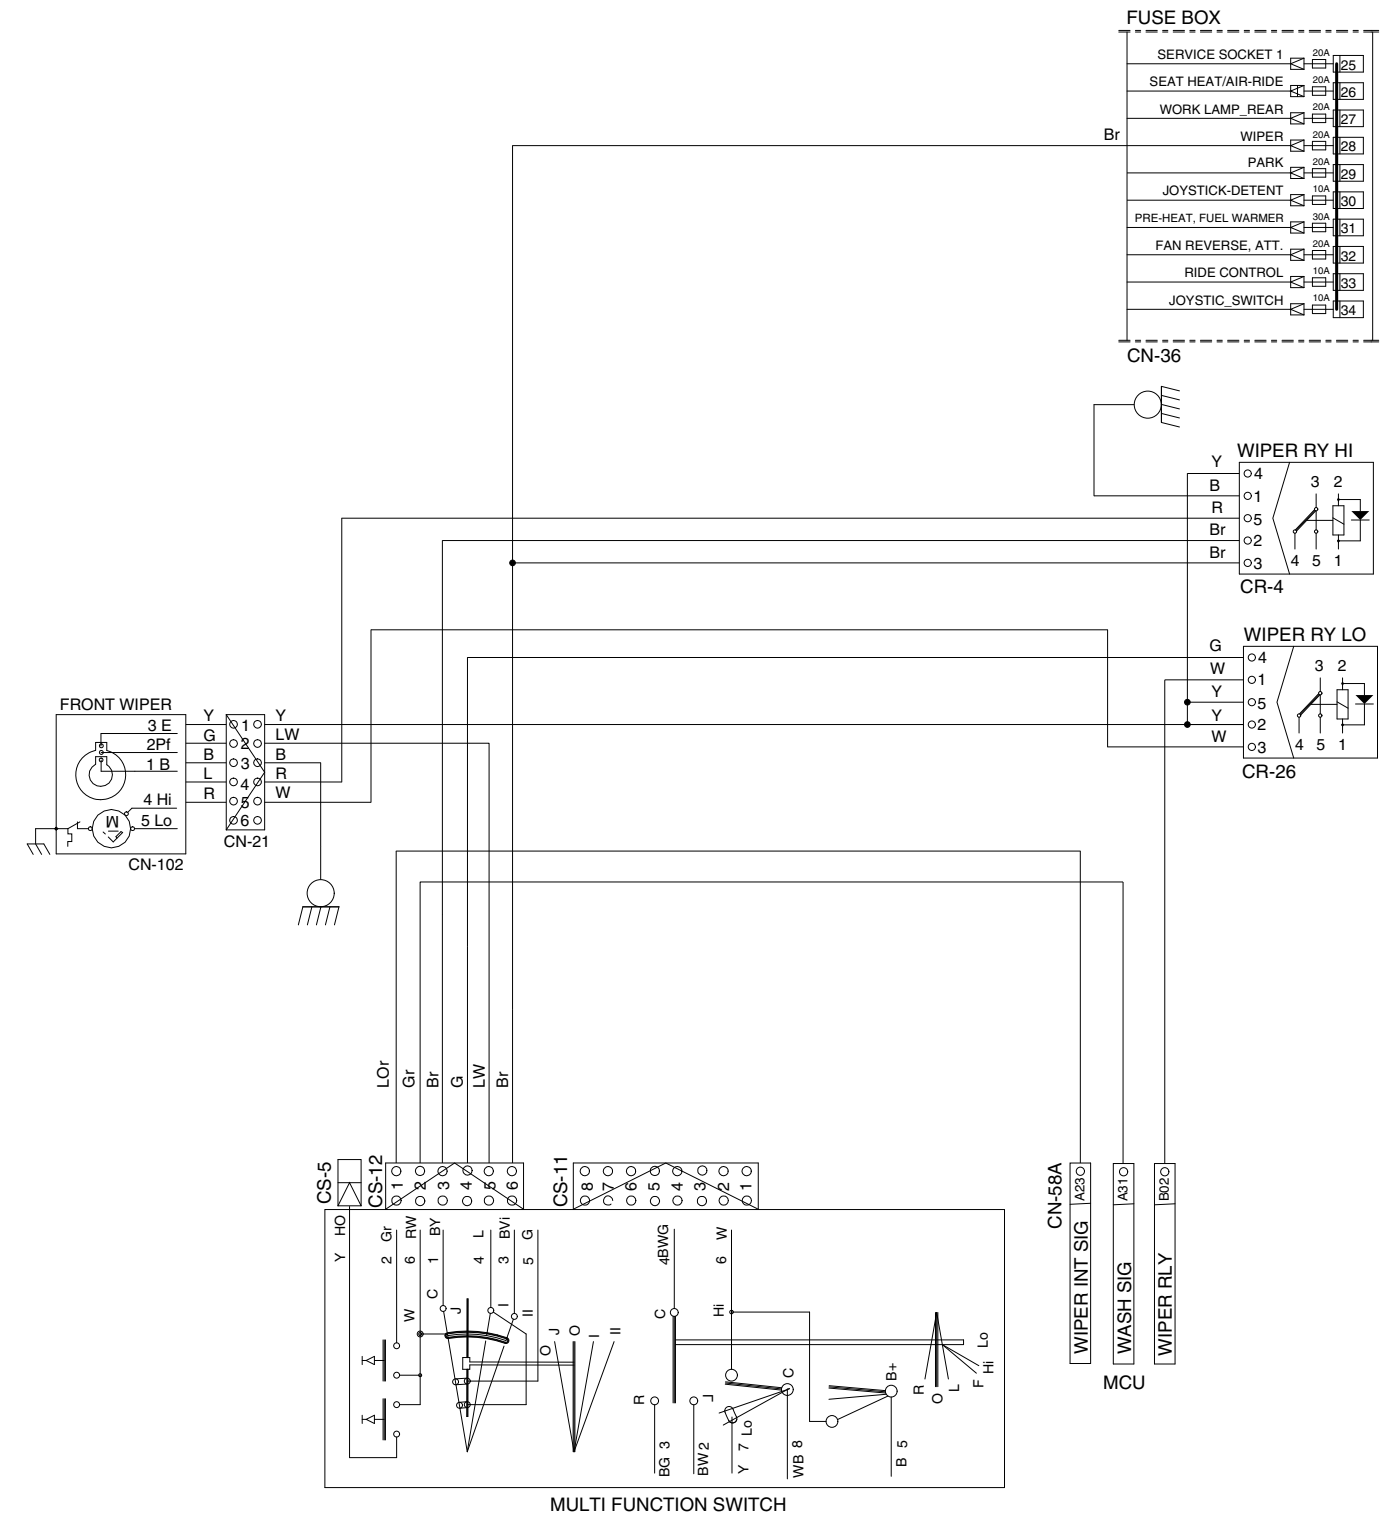 FUSE BOX
SERVICE SOCKET 1 20A 25
SEAT HEAT/AIR-RIDE 20A 26
WORK LAMP_REAR 20A 27
Br WIPER 20A 28
PARK 20A 29
JOYSTICK-DETENT 10A 30
PRE-HEAT, FUEL WARMER 30A 31
FAN REVERSE, ATT. 20A 32
RIDE CONTROL 10A 33
JOYSTIC_SWITCH 10A 34
CN-36
WIPER RY HI
Y 4
B 1
R 5
Br 2
Br 3
3 2
4 5 1
CR-4
WIPER RY LO
G 4
W 1
Y 5
Y 2
W 3
3 2
4 5 1
CR-26
FRONT WIPER
3 E
2Pf
1 B
4 Hi
5 Lo
M
CN-102
Y 1 Y
G 2 LW
B 3 B
L 4 R
R 5 W
6
CN-21
LOr
Gr
Br
G
LW
Br
CS-5
CS-12
1 2 3 4 5 6
CS-11
8 7 6 5 4 3 2 1
Y HO
2 Gr
6 RW
1 BY
4 L
3 BVi
5 G
W
C
J
I
II
O
J
O
I
II
4BWG
6 W
C
Hi
R
L
BG 3
BW 2
Y 7
Lo
C
WB 8
B+
B 5
R
O
L
F
Hi
Lo
MULTI FUNCTION SWITCH
CN-58A
WIPER INT SIG A23
WASH SIG A31
WIPER RLY B02
MCU